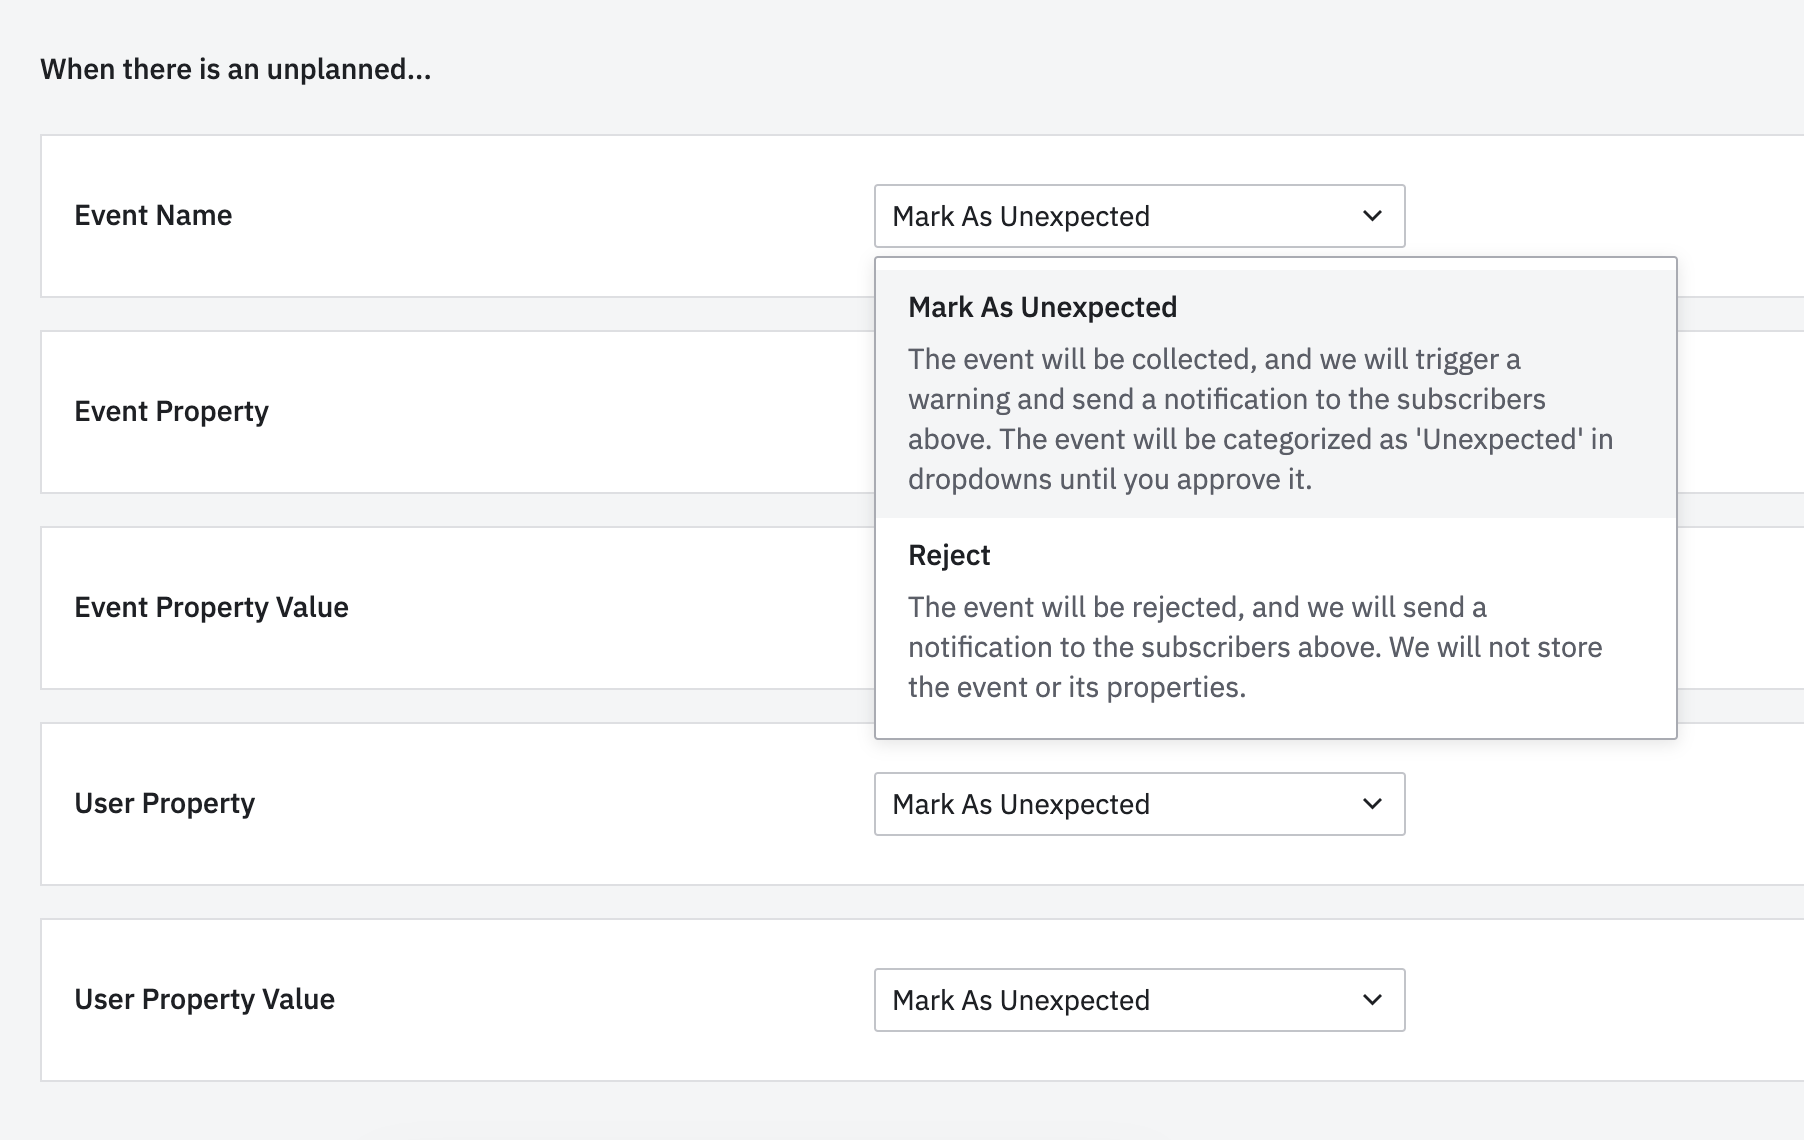 When there is an unplanned...
Event Name
Mark As Unexpected
Mark As Unexpected
The event will be collected, and we will trigger a
warning and send a notification to the subscribers
above. The event will be categorized as 'Unexpected' in
dropdowns until you approve it.
Reject
The event will be rejected, and we will send a
notification to the subscribers above. We will not store
the event or its properties.
Event Property
Event Property Value
User Property
Mark As Unexpected
User Property Value
Mark As Unexpected